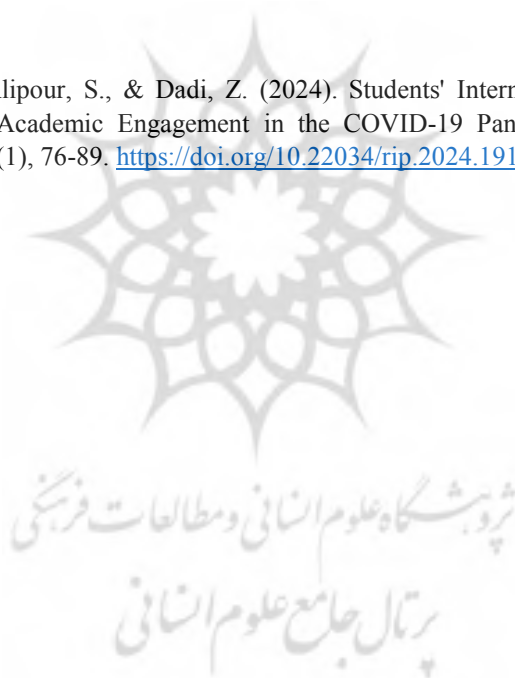 lipour, S., & Dadi, Z. (2024). Students' Intern
Academic Engagement in the COVID-19 Pan
(1), 76-89. https://doi.org/10.22034/rip.2024.191
پژوهشگاه علوم انسانی و مطالعات فرهنگی
پرتال جامع علوم انسانی